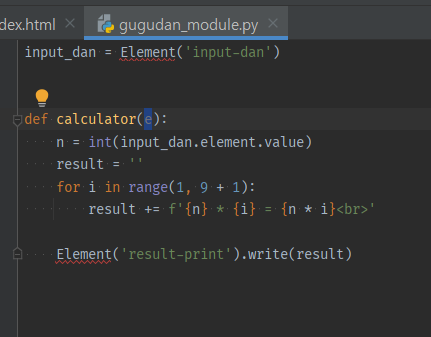 dex.html
gugudan_module.py
input_dan = Element('input-dan')
def calculator(e):
n = int(input_dan.element.value)
result = ''
for i in range(1, 9 + 1):
result += f'{n} * {i} = {n * i}<br>'
Element('result-print').write(result)